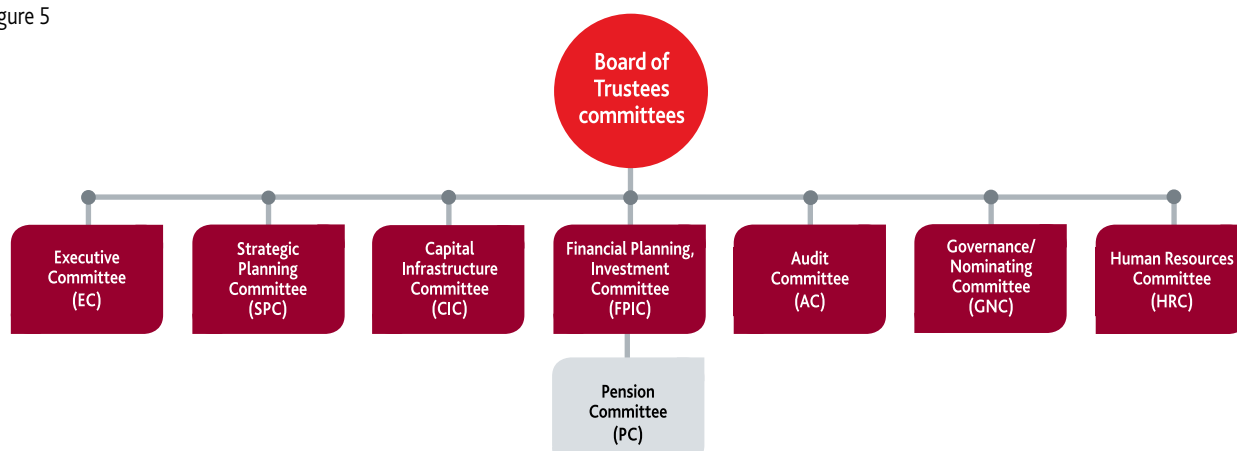 gure 5
Board of
Trustees
committees
Executive
Committee
(EC)
Strategic
Planning
Committee
(SPC)
Capital
Infrastructure
Committee
(CIC)
Financial Planning,
Investment
Committee
(FPIC)
Audit
Committee
(AC)
Governance/
Nominating
Committee
(GNC)
Human Resources
Committee
(HRC)
Pension
Committee
(PC)